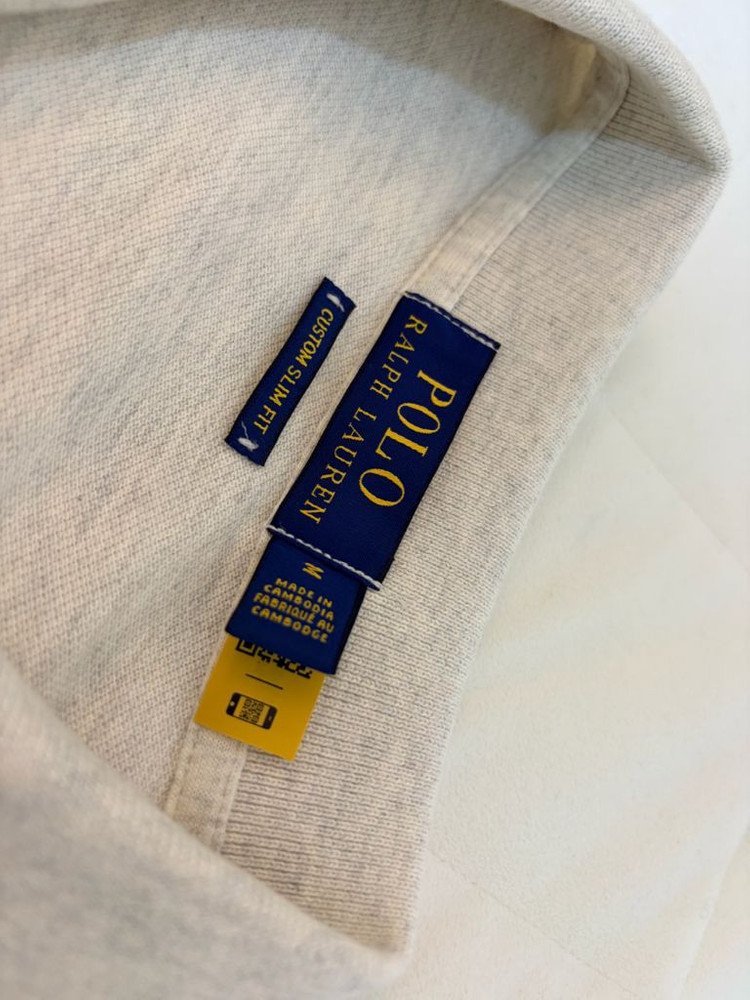 CUSTOM SLIM FIT
POLO
RALPH LAUREN
M
MADE IN
CAMBODIA
FABRIQUÉ AU
CAMBODGE